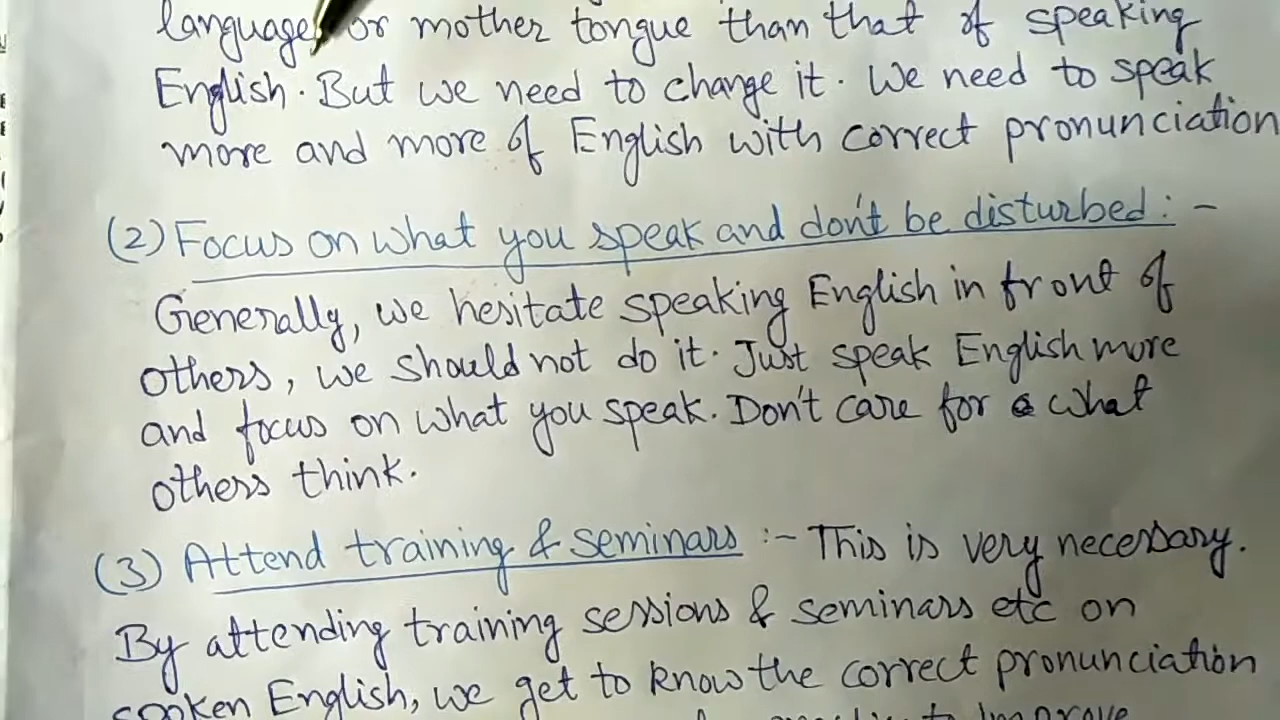 language or mother tongue than that of speaking
English. But we need to change it. We need to speak
more and more of English with correct pronunciation
(2) Focus on what you speak and don't be disturbed : -
Generally, we hesitate speaking English in front of
others, we should not do it. Just speak English more
and focus on what you speak. Don't care for what
others think.
(3) Attend training & seminars :- This is very necessary.
By attending training sessions & seminars etc on
spoken English, we get to know the correct pronunciation
to improve